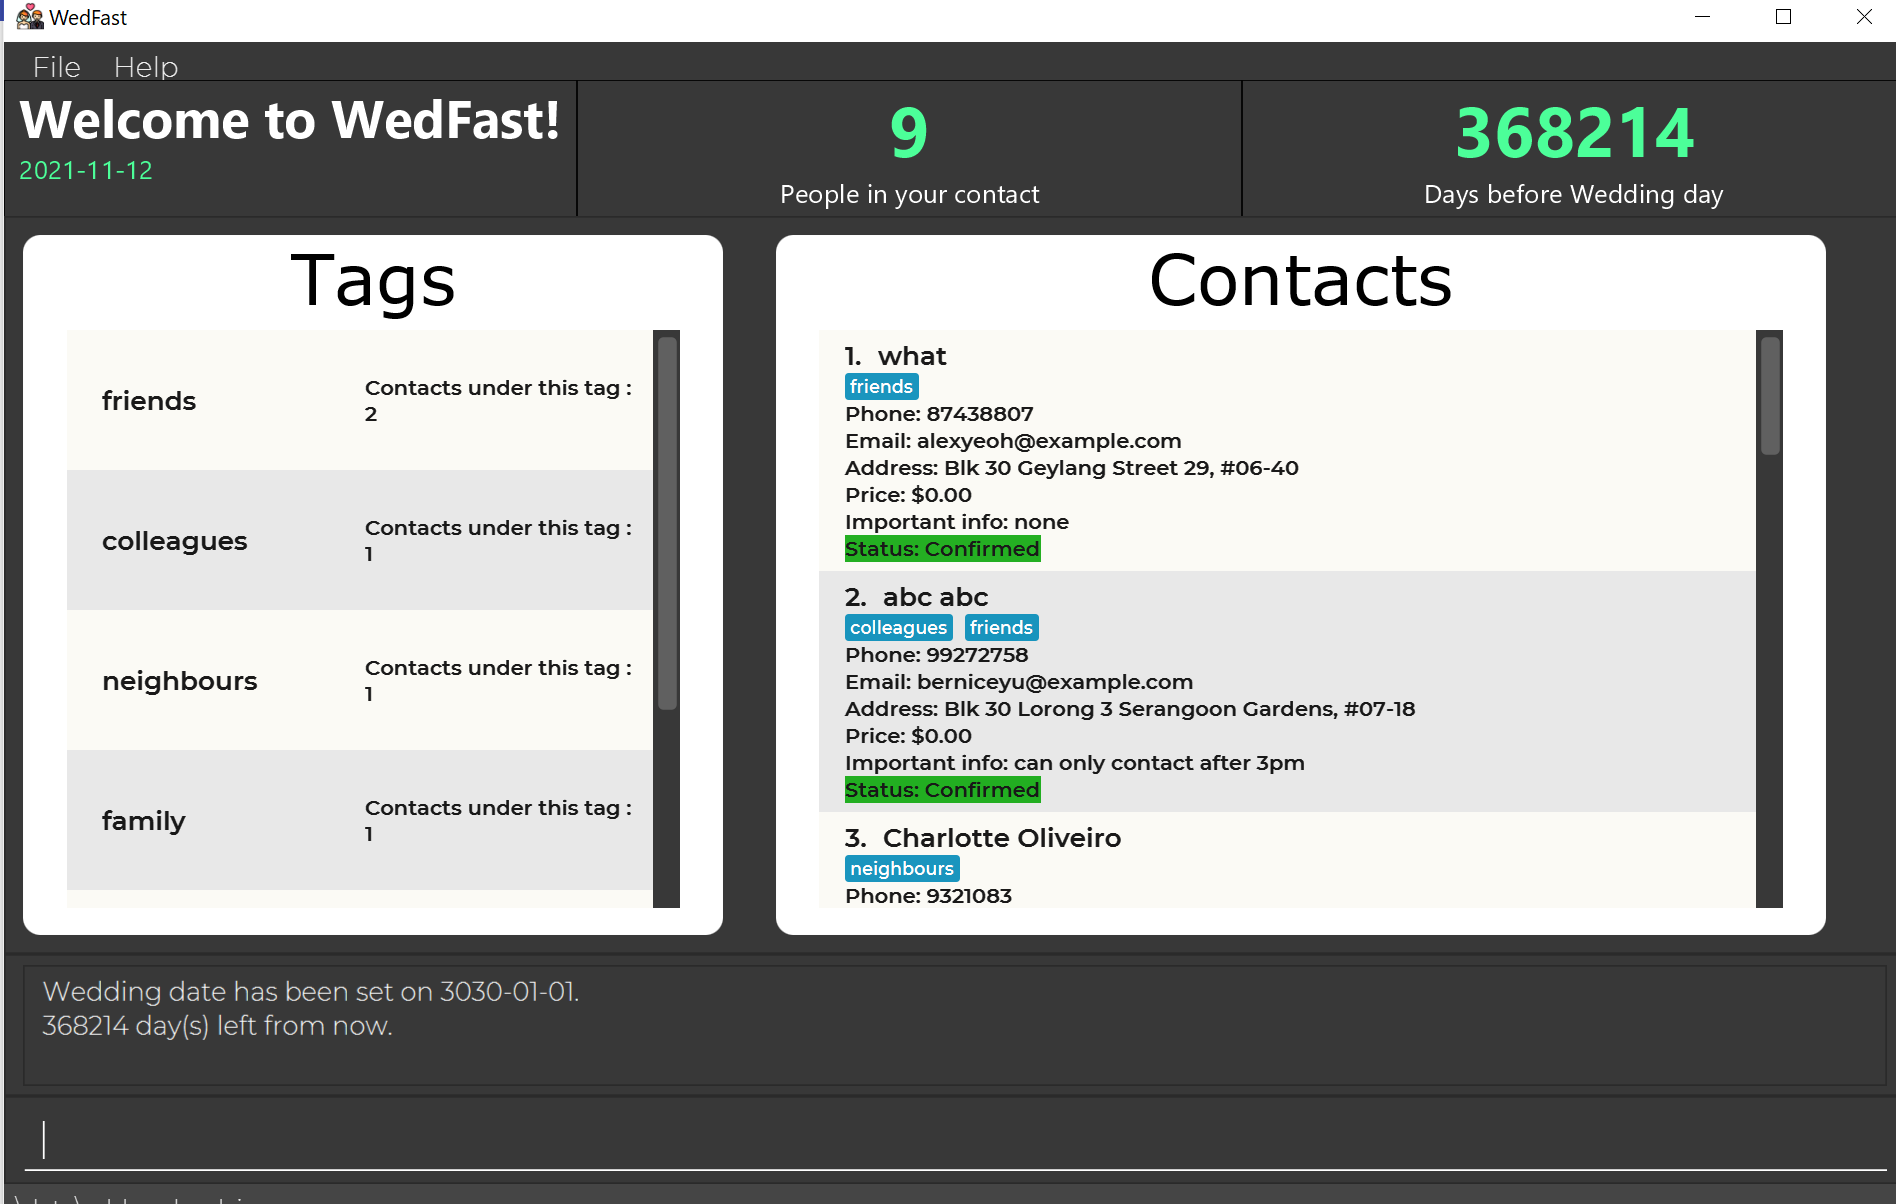 WedFast
File Help
Welcome to WedFast!
2021-11-12
9
People in your contact
368214
Days before Wedding day
Tags
friends
Contacts under this tag :
2
colleagues
Contacts under this tag :
1
neighbours
Contacts under this tag :
1
family
Contacts under this tag :
1
Contacts
1. what
friends
Phone: 87438807
Email: alexyeoh@example.com
Address: Blk 30 Geylang Street 29, #06-40
Price: $0.00
Important info: none
Status: Confirmed
2. abc abc
colleagues friends
Phone: 99272758
Email: berniceyu@example.com
Address: Blk 30 Lorong 3 Serangoon Gardens, #07-18
Price: $0.00
Important info: can only contact after 3pm
Status: Confirmed
3. Charlotte Oliveiro
neighbours
Phone: 9321083
Wedding date has been set on 3030-01-01.
368214 day(s) left from now.